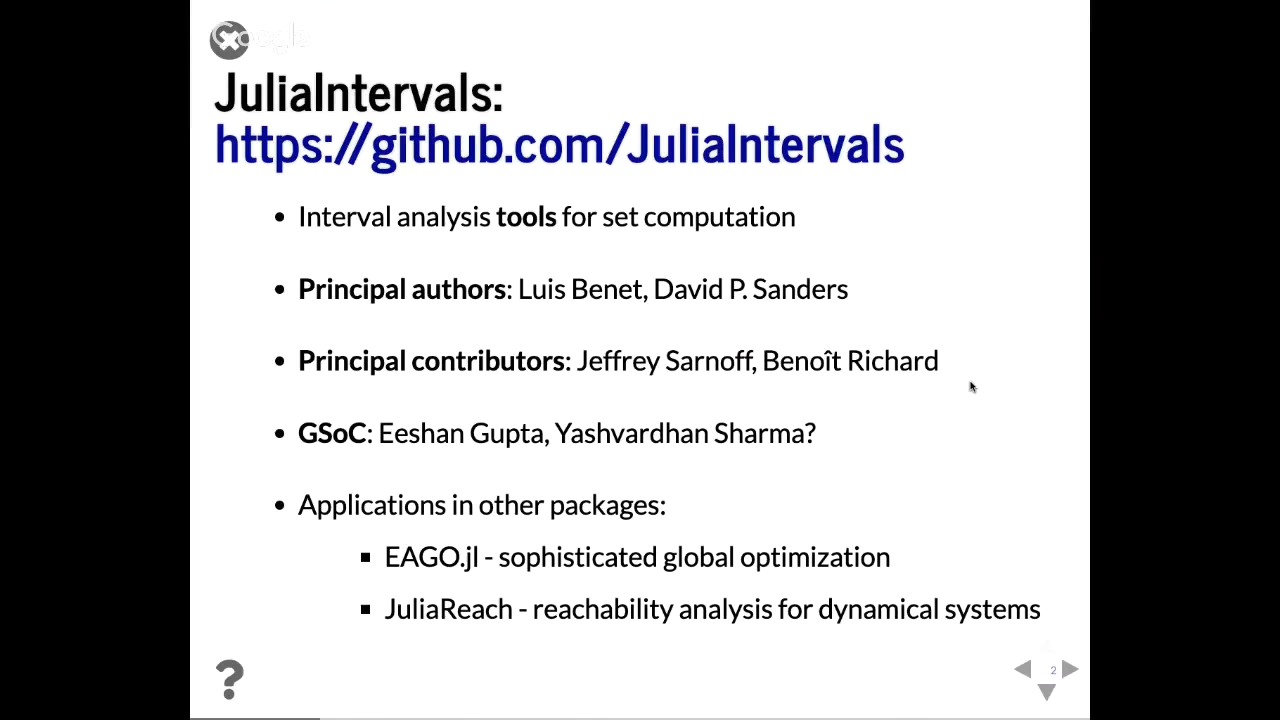 Google
JuliaIntervals:
https://github.com/JuliaIntervals
• Interval analysis tools for set computation
• Principal authors: Luis Benet, David P. Sanders
• Principal contributors: Jeffrey Sarnoff, Benoît Richard
• GSoC: Eeshan Gupta, Yashvardhan Sharma?
• Applications in other packages:
▪ EAGO.jl - sophisticated global optimization
▪ JuliaReach - reachability analysis for dynamical systems
?
2